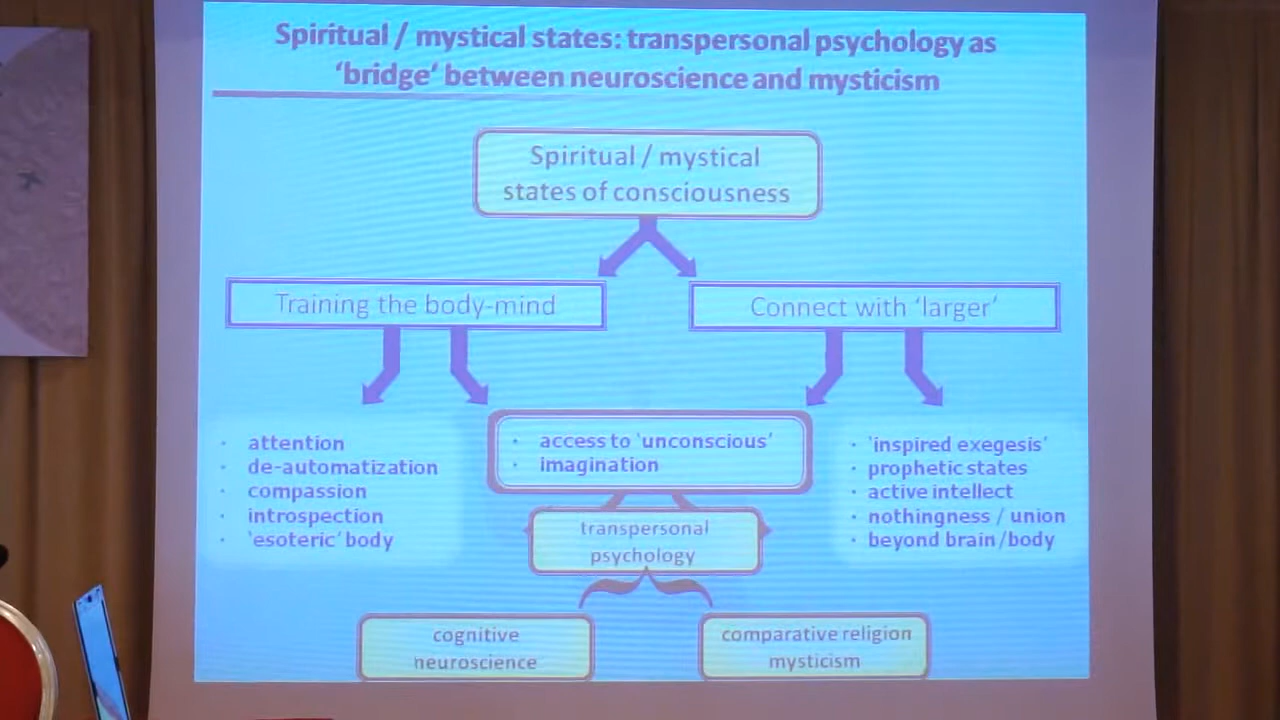 Spiritual / mystical states: transpersonal psychology as
‘bridge’ between neuroscience and mysticism
Spiritual / mystical
states of consciousness
Training the body-mind
Connect with ‘larger’
· attention
· de-automatization
· compassion
· introspection
· ‘esoteric’ body
· access to ‘unconscious’
· imagination
· ‘inspired exegesis’
· prophetic states
· active intellect
· nothingness / union
· beyond brain/body
transpersonal
psychology
cognitive
neuroscience
comparative religion
mysticism